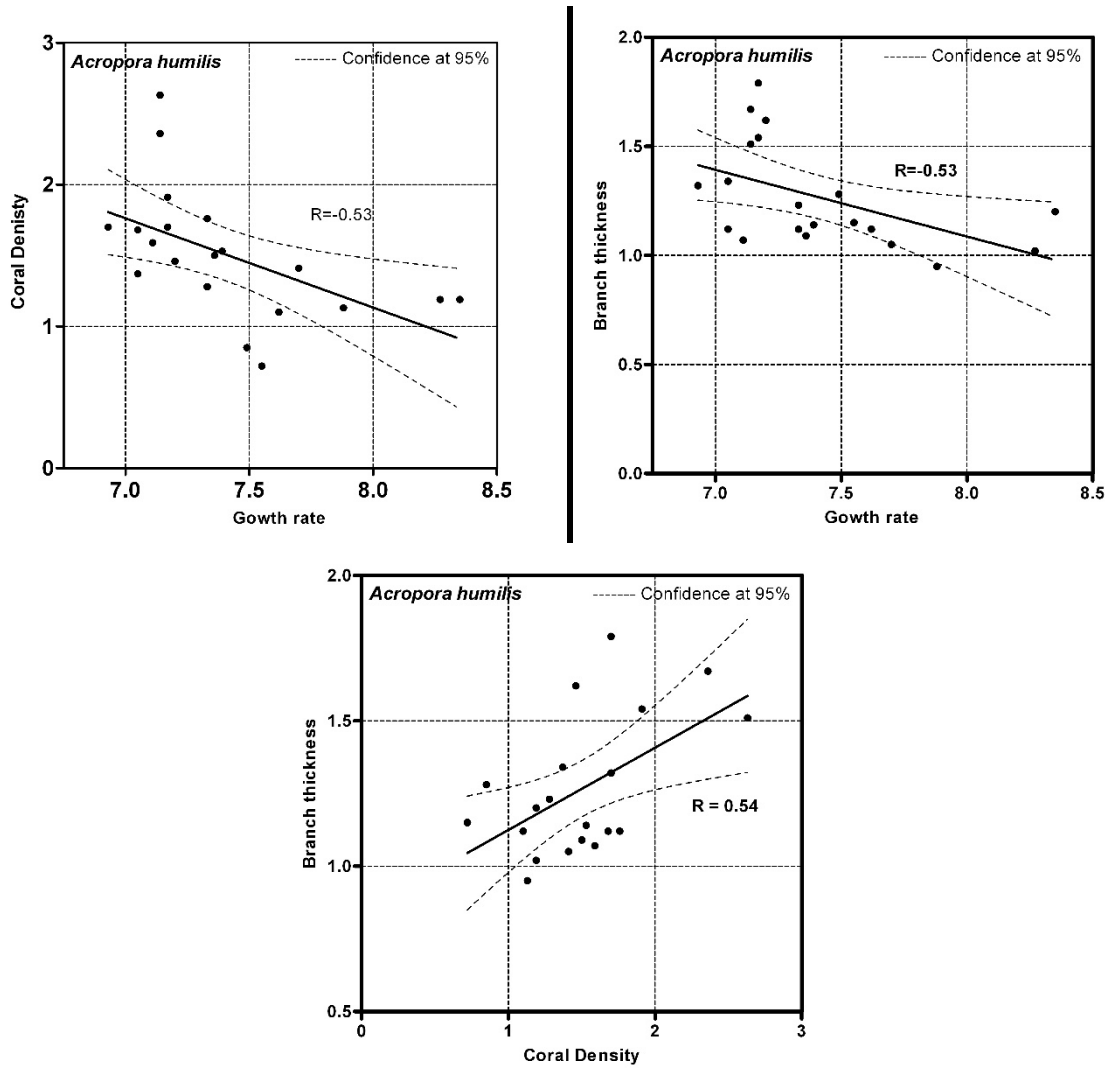 3
Acropora humilis
Confidence at 95%
2
R=-0.53
Coral Denisty
1
0
7.0 7.5 8.0 8.5
Gowth rate
2.0
Acropora humilis
Confidence at 95%
1.5
R=-0.53
Branch thickness
1.0
0.5
0.0
7.0 7.5 8.0 8.5
Gowth rate
2.0
Acropora humilis
Confidence at 95%
1.5
Branch thickness
R = 0.54
1.0
0.5
0 1 2 3
Coral Density